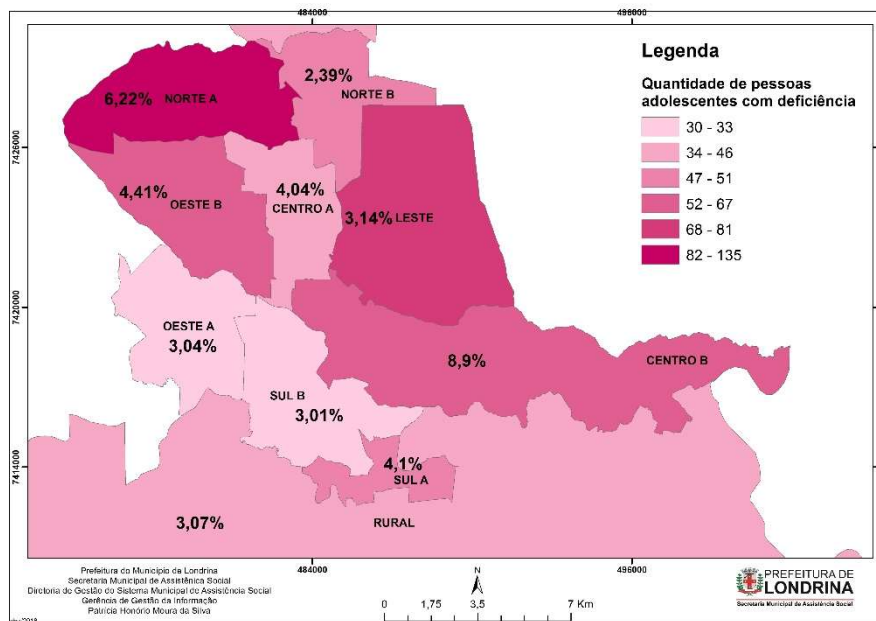 484000
496000
Legenda
Quantidade de pessoas
adolescentes com deficiência
30 - 33
34 - 46
47 - 51
52 - 67
68 - 81
82 - 135
2,39%
NORTE B
6,22% NORTE A
7426000
7426000
4,41%
OESTE B
4,04%
CENTRO A
3,14% LESTE
7420000
7420000
OESTE A
3,04%
8,9%
CENTRO B
SUL B
3,01%
7414000
7414000
4,1%
SUL A
3,07%
RURAL
484000
496000
Prefeitura do Município de Londrina
Secretaria Municipal de Assistência Social
Diretoria de Gestão do Sistema Municipal de Assistência Social
Gerência de Gestão da Informação
Patrícia Honório Moura da Silva
N
0 1,75 3,5 7 Km
PREFEITURA DE
LONDRINA
Secretaria Municipal de Assistência Social